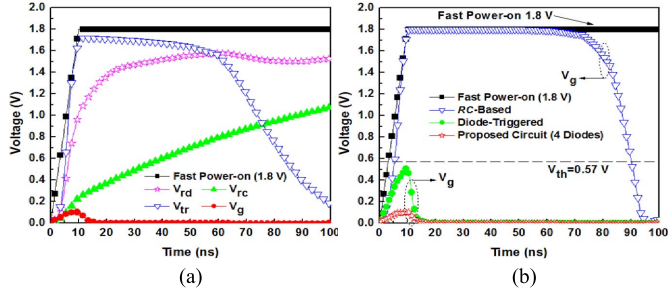 (a)
2.0
1.8
1.6
1.4
1.2
1.0
0.8
0.6
0.4
0.2
0.0
Voltage (V)
Fast Power-on (1.8 V)
Vrd
Vrc
Vtr
Vg
0 10 20 30 40 50 60 70 80 90 100
Time (ns)
(a)
(b)
2.0
1.8
1.6
1.4
1.2
1.0
0.8
0.6
0.4
0.2
0.0
Voltage (V)
Fast Power-on 1.8 V
Vg
Fast Power-on (1.8 V)
RC-Based
Diode-Triggered
Proposed Circuit (4 Diodes)
Vth=0.57 V
Vg
0 10 20 30 40 50 60 70 80 90 100
Time (ns)
(b)